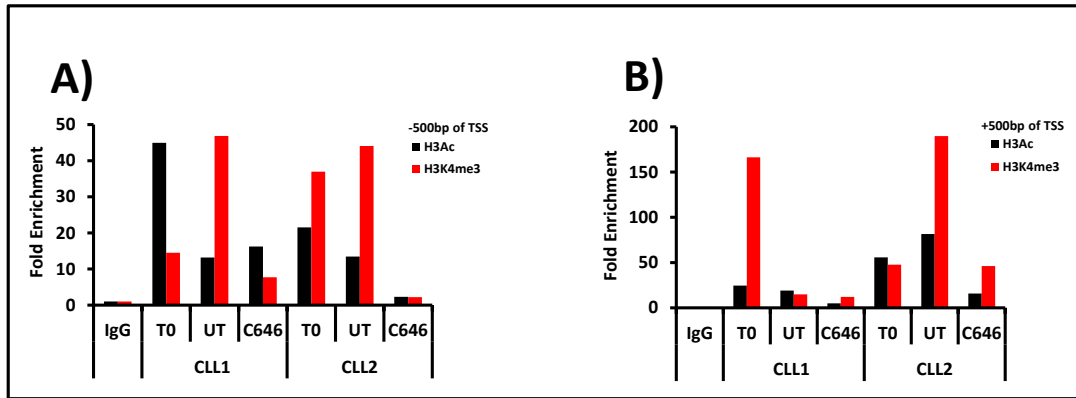 A)
-500bp of TSS
H3Ac
H3K4me3
Fold Enrichment
50
40
30
20
10
0
IgG T0 UT C646 T0 UT C646
CLL1 CLL2
B)
+500bp of TSS
H3Ac
H3K4me3
Fold Enrichment
200
150
100
50
0
IgG T0 UT C646 T0 UT C646
CLL1 CLL2